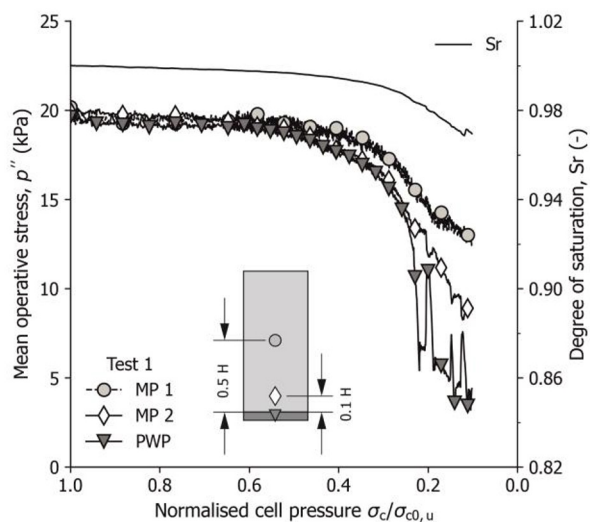 25
20
15
10
5
0
Mean operative stress, p'' (kPa)
1.02
0.98
0.94
0.90
0.86
0.82
Degree of saturation, Sr (-)
Sr
Test 1
MP 1
MP 2
PWP
0.5 H
0.1 H
1.0 0.8 0.6 0.4 0.2 0.0
Normalised cell pressure σc/σc0, u